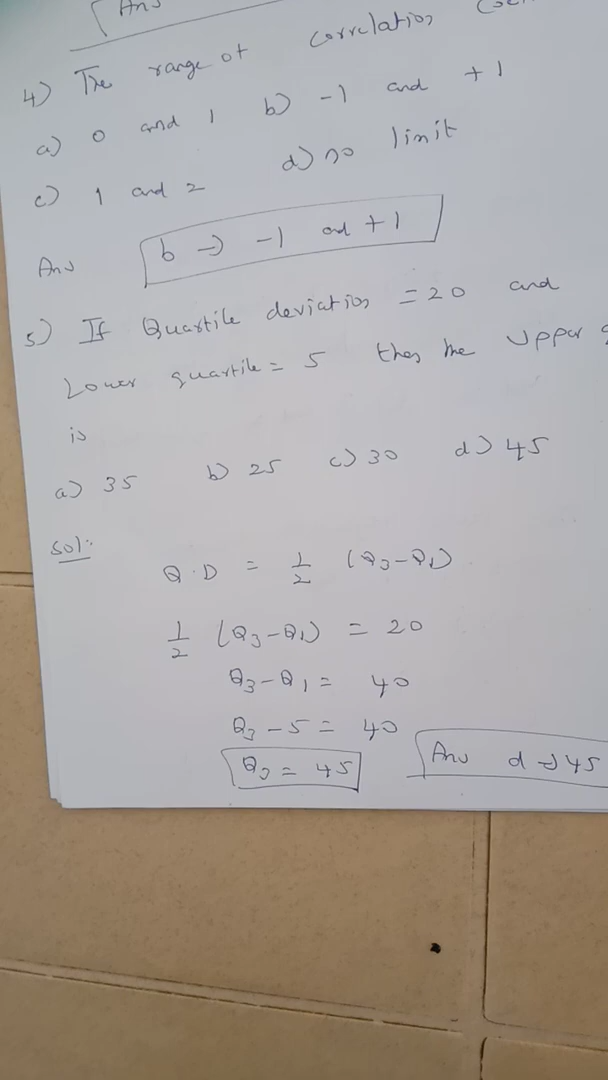 Ans
4) The range of correlation
a) 0 and 1 b) -1 and +1
c) 1 and 2 d) no limit
Ans b → -1 and +1
5) If Quartile deviation = 20 and
Lower quartile = 5 then the Upper
is
a) 35 b) 25 c) 30 d) 45
Sol:-
Q.D = 1/2 (Q3-Q1)
1/2 (Q3-Q1) = 20
Q3-Q1 = 40
Q3-5 = 40
Q3 = 45
Ans d → 45